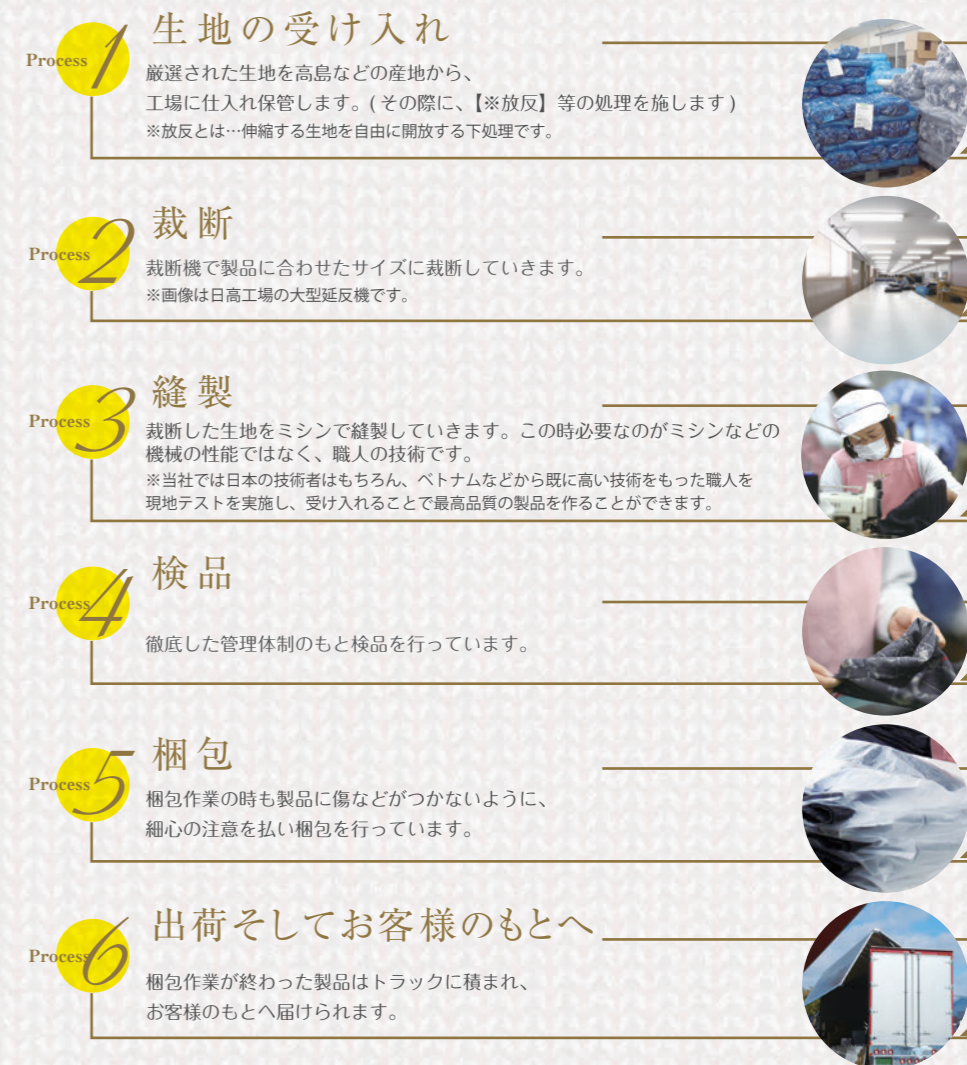 Process 1
生地の受け入れ
厳選された生地を高島などの産地から、
工場に仕入れ保管します。(その際に、【※放反】等の処理を施します)
※放反とは…伸縮する生地を自由に開放する下処理です。
Process 2
裁断
裁断機で製品に合わせたサイズに裁断していきます。
※画像は日高工場の大型延反機です。
Process 3
縫製
裁断した生地をミシンで縫製していきます。この時必要なのがミシンなどの
機械の性能ではなく、職人の技術です。
※当社では日本の技術者はもちろん、ベトナムなどから既に高い技術をもった職人を
現地テストを実施し、受け入れることで最高品質の製品を作ることができます。
Process 4
検品
徹底した管理体制のもと検品を行っています。
Process 5
梱包
梱包作業の時も製品に傷などがつかないように、
細心の注意を払い梱包を行っています。
Process 6
出荷そしてお客様のもとへ
梱包作業が終わった製品はトラックに積まれ、
お客様のもとへ届けられます。